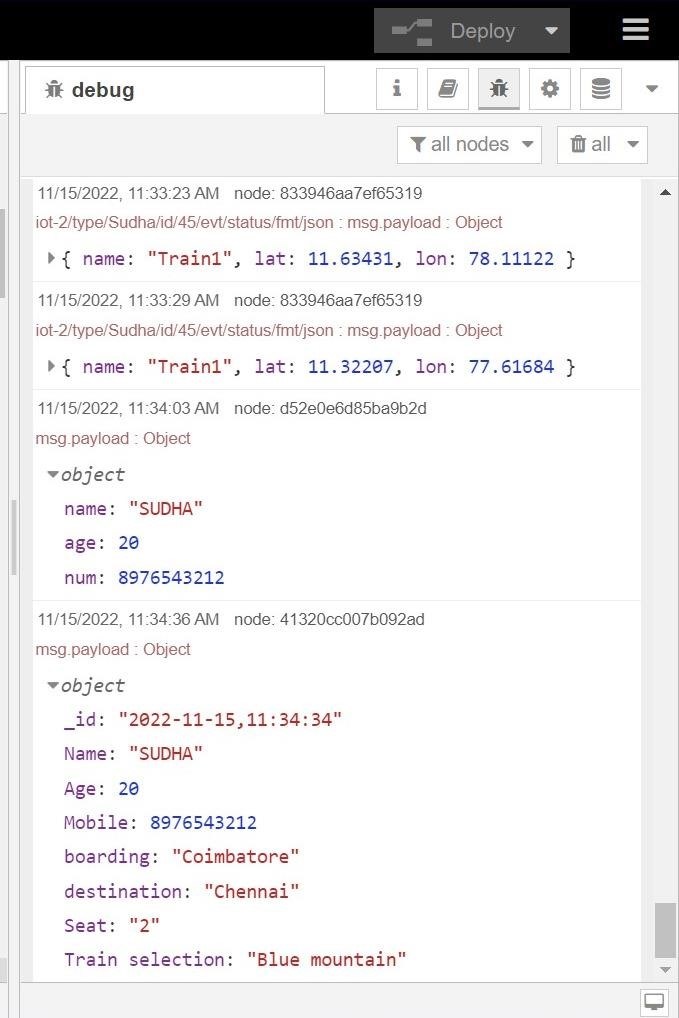 Deploy
debug
i
all nodes
all
11/15/2022, 11:33:23 AM node: 833946aa7ef65319
iot-2/type/Sudha/id/45/evt/status/fmt/json : msg.payload : Object
{ name: "Train1", lat: 11.63431, lon: 78.11122 }
11/15/2022, 11:33:29 AM node: 833946aa7ef65319
iot-2/type/Sudha/id/45/evt/status/fmt/json : msg.payload : Object
{ name: "Train1", lat: 11.32207, lon: 77.61684 }
11/15/2022, 11:34:03 AM node: d52e0e6d85ba9b2d
msg.payload : Object
object
name: "SUDHA"
age: 20
num: 8976543212
11/15/2022, 11:34:36 AM node: 41320cc007b092ad
msg.payload : Object
object
_id: "2022-11-15,11:34:34"
Name: "SUDHA"
Age: 20
Mobile: 8976543212
boarding: "Coimbatore"
destination: "Chennai"
Seat: "2"
Train selection: "Blue mountain"